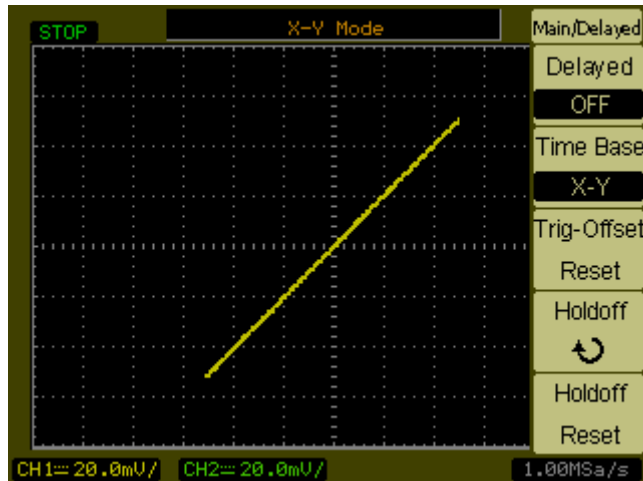 STOP
X-Y Mode
Main/Delayed
Delayed
OFF
Time Base
X-Y
Trig-Offset
Reset
Holdoff
Holdoff
Reset
CH1 20.0mV/ CH2 20.0mV/ 1.00MSa/s